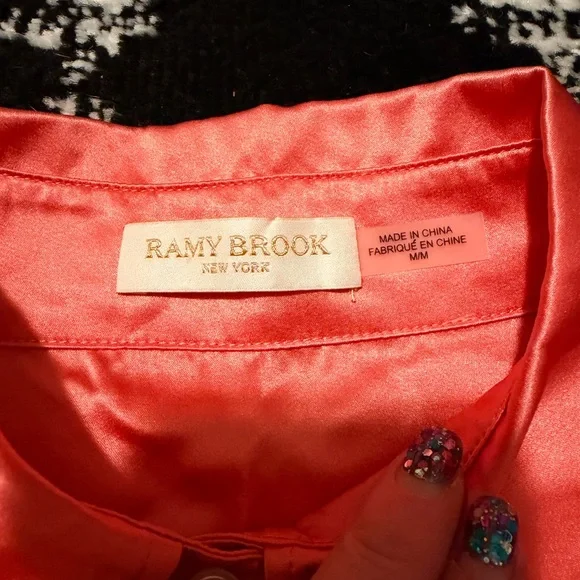 RAMY BROOK
NEW YORK
MADE IN CHINA
FABRIQUÉ EN CHINE
M/M